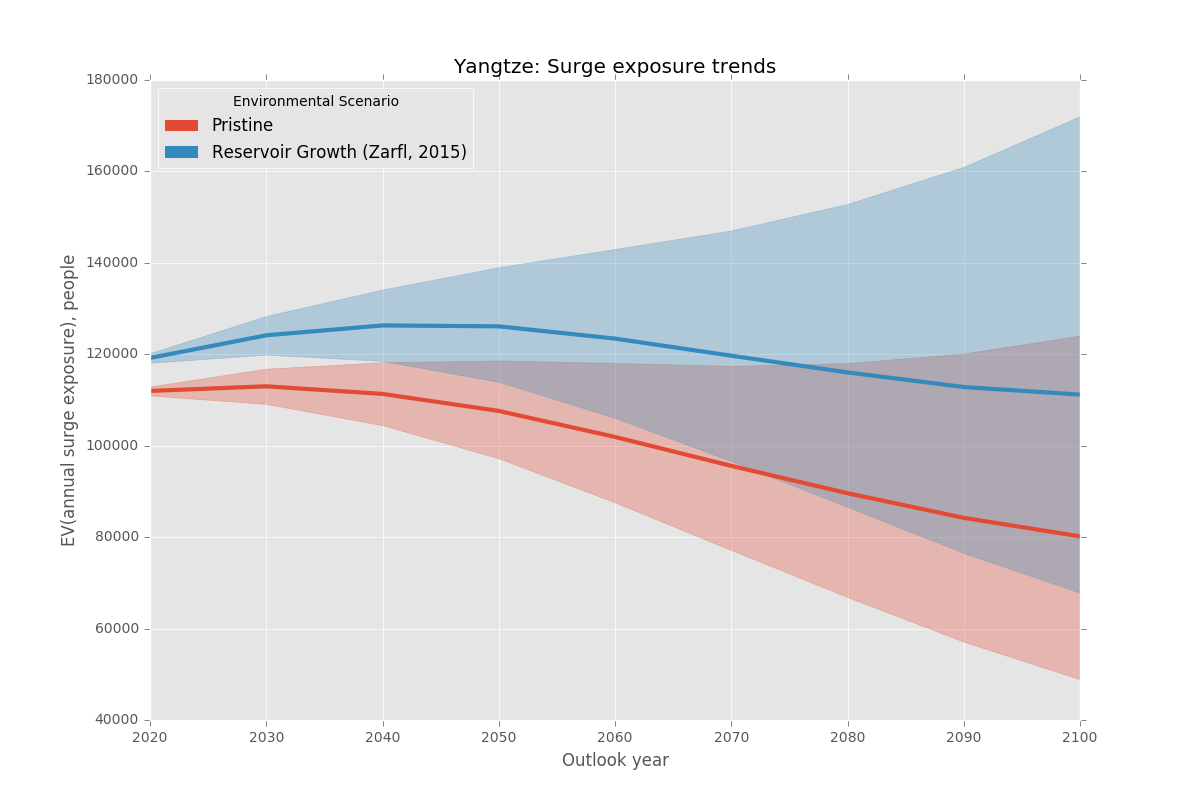 Yangtze: Surge exposure trends
Environmental Scenario
Pristine
Reservoir Growth (Zarfl, 2015)
EV(annual surge exposure), people
180000
160000
140000
120000
100000
80000
60000
40000
2020 2030 2040 2050 2060 2070 2080 2090 2100
Outlook year